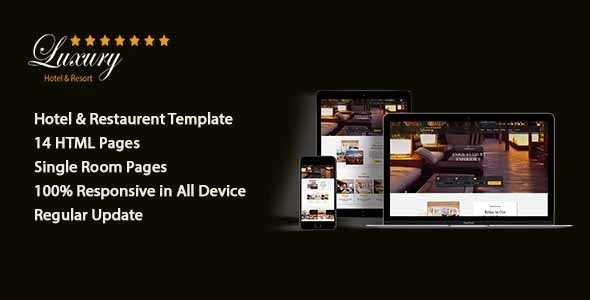 Luxury
Hotel & Resort
Hotel & Restaurent Template
14 HTML Pages
Single Room Pages
100% Responsive in All Device
Regular Update